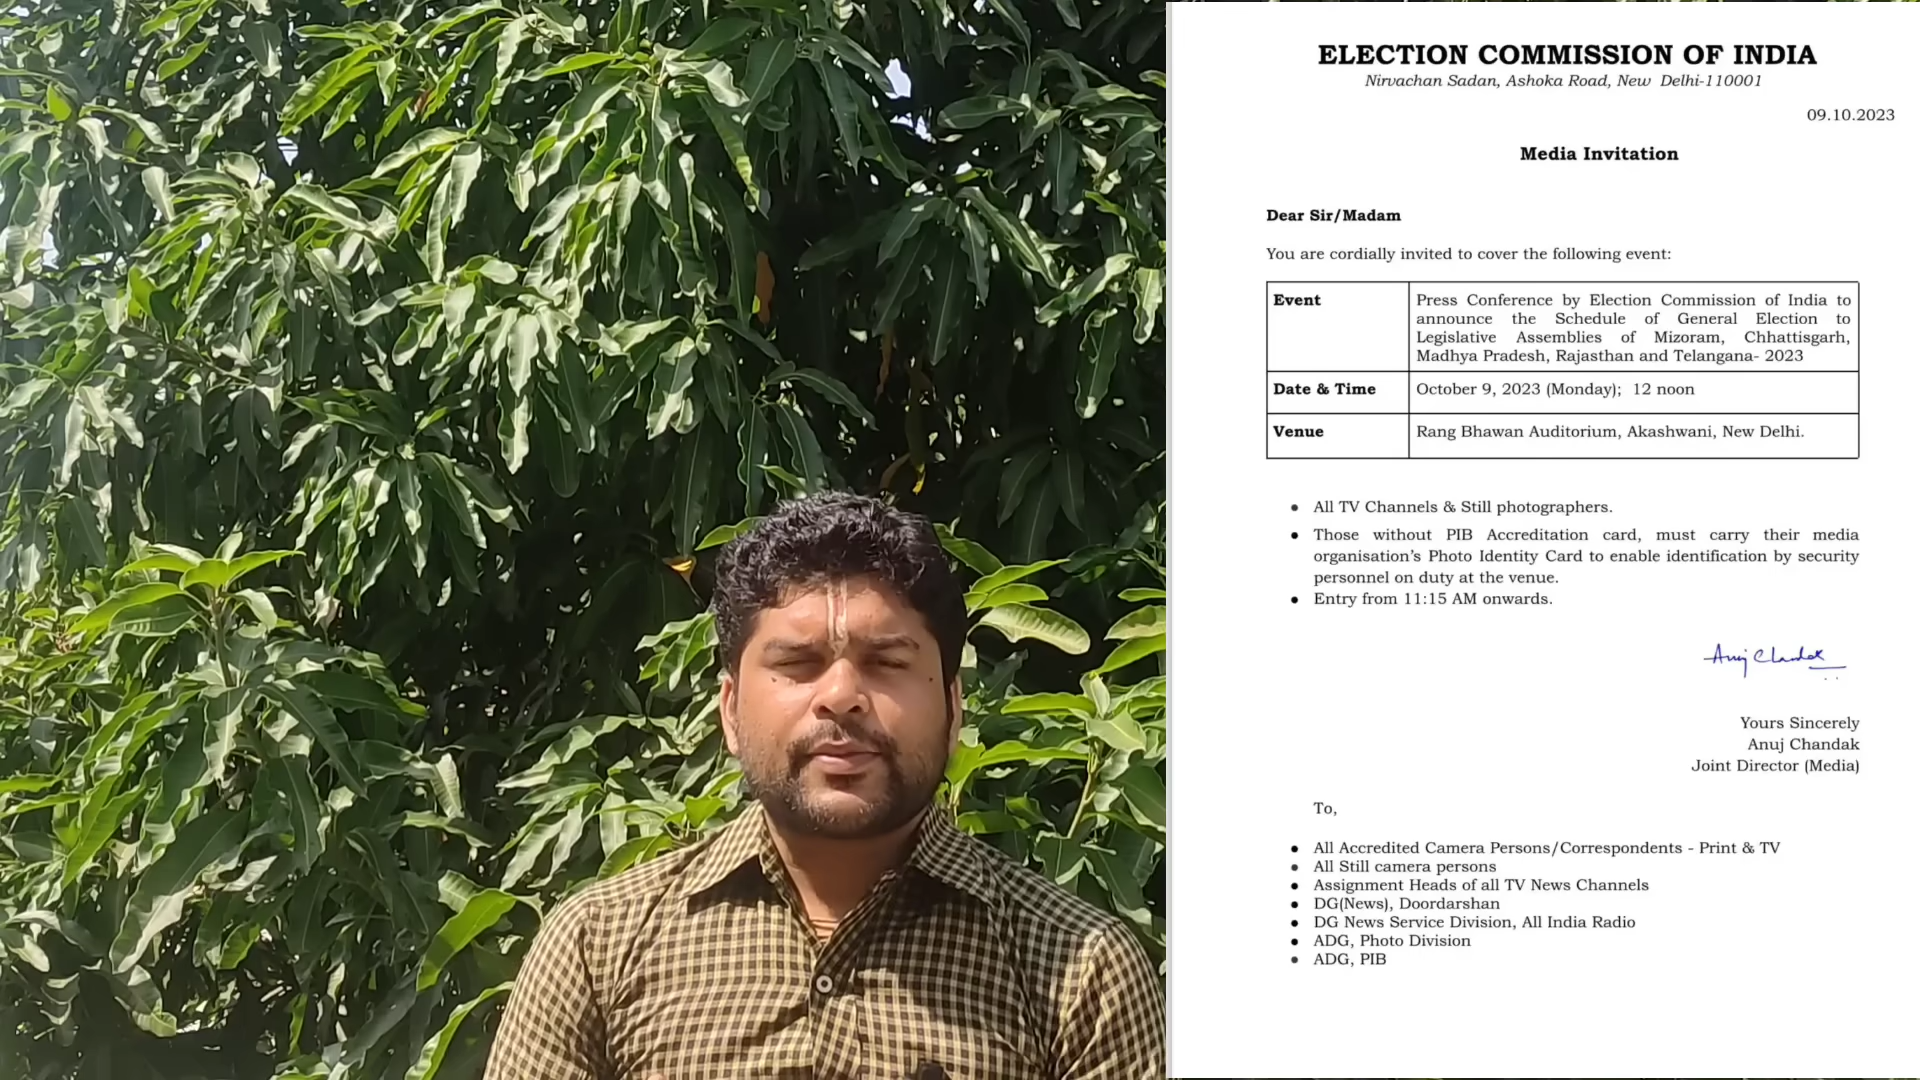 ELECTION COMMISSION OF INDIA
Nirvachan Sadan, Ashoka Road, New Delhi-110001
09.10.2023
Media Invitation
Dear Sir/Madam
You are cordially invited to cover the following event:
Event
Press Conference by Election Commission of India to
announce the Schedule of General Election to
Legislative Assemblies of Mizoram, Chhattisgarh,
Madhya Pradesh, Rajasthan and Telangana- 2023
Date & Time
October 9, 2023 (Monday); 12 noon
Venue
Rang Bhawan Auditorium, Akashwani, New Delhi.
• All TV Channels & Still photographers.
• Those without PIB Accreditation card, must carry their media
organisation's Photo Identity Card to enable identification by security
personnel on duty at the venue.
• Entry from 11:15 AM onwards.
Anuj Chandak
Yours Sincerely
Anuj Chandak
Joint Director (Media)
To,
• All Accredited Camera Persons/Correspondents - Print & TV
• All Still camera persons
• Assignment Heads of all TV News Channels
• DG(News), Doordarshan
• DG News Service Division, All India Radio
• ADG, Photo Division
• ADG, PIB